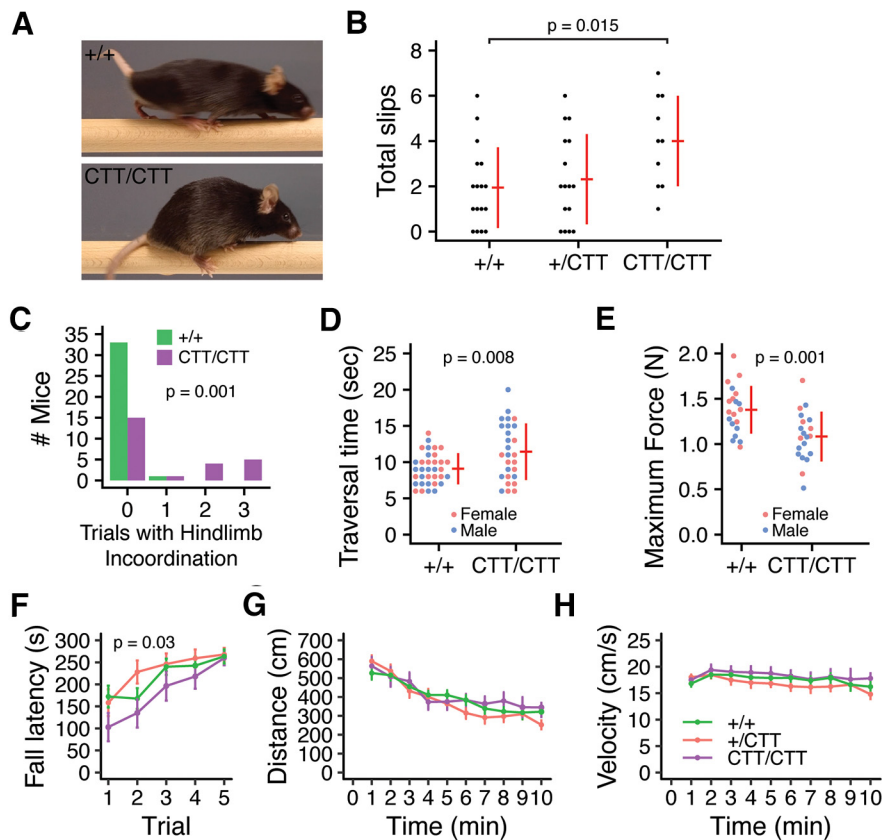 A
+/+
CTT/CTT
B
p = 0.015
Total slips
8
6
4
2
0
+/+
+/CTT
CTT/CTT
C
# Mice
35
30
25
20
15
10
5
0
+/+
CTT/CTT
p = 0.001
0 1 2 3
Trials with Hindlimb
Incoordination
D
Traversal time (sec)
25
20
15
10
5
0
p = 0.008
Female
Male
+/+
CTT/CTT
E
Maximum Force (N)
2.0
1.5
1.0
0.5
0.0
p = 0.001
Female
Male
+/+
CTT/CTT
F
Fall latency (s)
300
250
200
150
100
50
0
p = 0.03
1 2 3 4 5
Trial
G
Distance (cm)
700
600
500
400
300
200
100
0
0 1 2 3 4 5 6 7 8 9 10
Time (min)
H
Velocity (cm/s)
25
20
15
10
5
0
+/+
+/CTT
CTT/CTT
0 1 2 3 4 5 6 7 8 9 10
Time (min)